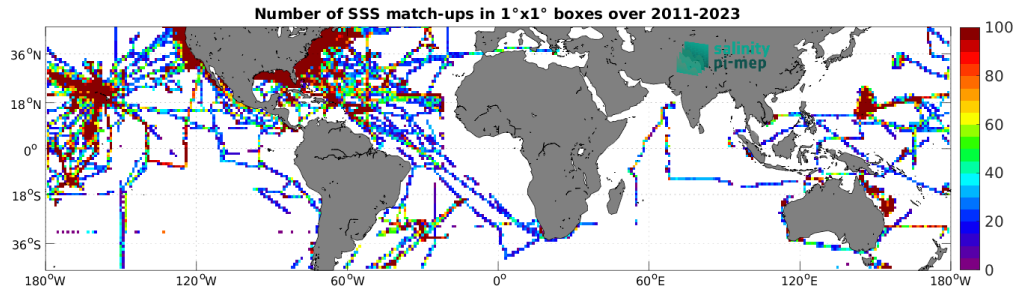 Number of SSS match-ups in 1°x1° boxes over 2011-2023
36°N
18°N
0°
18°S
36°S
180°W
120°W
60°W
0°
60°E
120°E
180°W
salinity
pi-mep
100
80
60
40
20
0